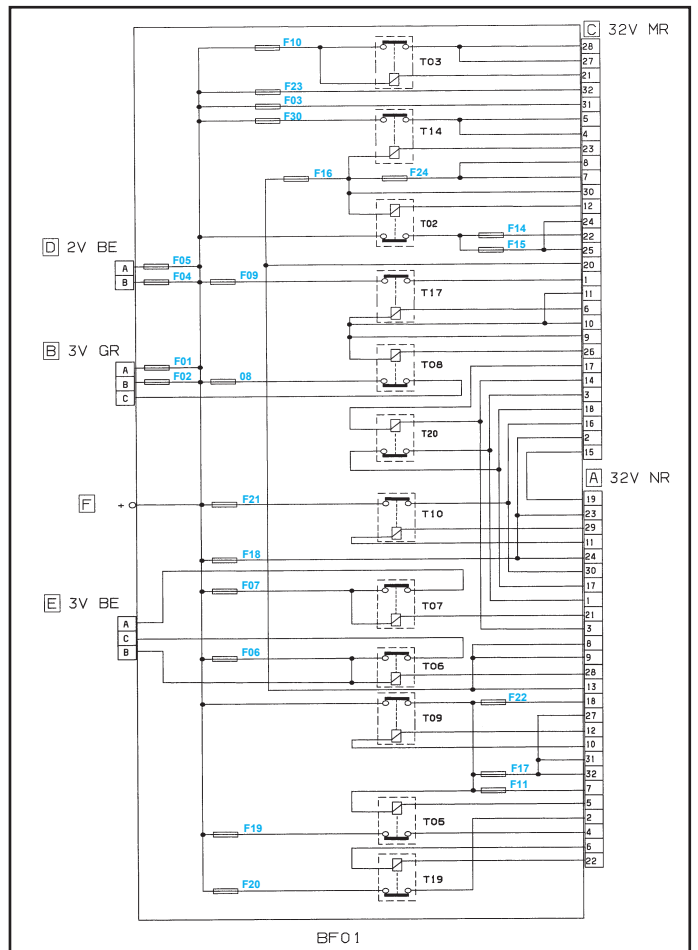 C 32V MR
F10
28
T03
27
21
F23
32
F03
31
F30
5
T14
4
23
8
F16
F24
7
30
12
T02
24
F14
22
D 2V BE
F15
25
A
F05
20
B
F04
F09
1
T17
11
6
10
B 3V GR
9
26
A
F01
T08
17
B
F02
08
14
C
3
18
T20
16
2
15
A 32V NR
19
F +
F21
23
T10
29
11
F18
24
30
F07
17
E 3V BE
T07
1
A
21
C
3
B
F06
8
T06
9
28
13
F22
18
T09
27
12
10
31
F17
32
F11
7
5
T05
2
F19
4
6
T19
22
F20
BF01